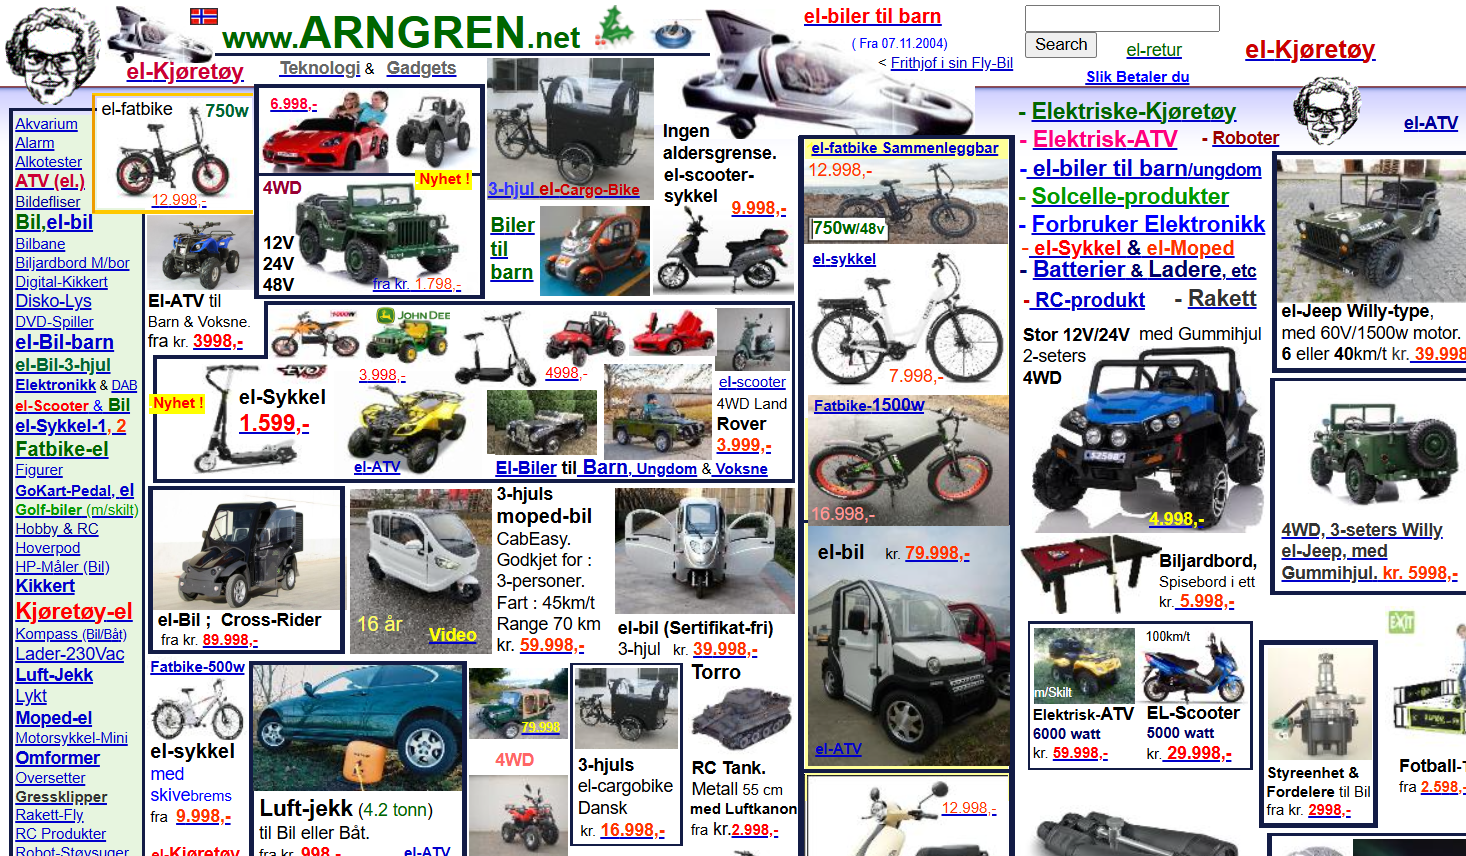 www.ARNGREN.net
el-Kjøretøy
Teknologi & Gadgets
el-biler til barn
( Fra 07.11.2004)
< Frithjof i sin Fly-Bil
Search
el-retur
Slik Betaler du
el-Kjøretøy
el-ATV
Akvarium
Alarm
Alkotester
ATV (el.)
Bildefliser
Bil,el-bil
Bilbane
Biljardbord M/bor
Digital-Kikkert
Disko-Lys
DVD-Spiller
el-Bil-barn
el-Bil-3-hjul
Elektronikk & DAB
el-Scooter & Bil
el-Sykkel-1, 2
Fatbike-el
Figurer
GoKart-Pedal, el
Golf-biler (m/skilt)
Hobby & RC
Hoverpod
HP-Måler (Bil)
Kikkert
Kjøretøy-el
Kompass (Bil/Båt)
Lader-230Vac
Luft-Jekk
Lykt
Moped-el
Motorsykkel-Mini
Omformer
Oversetter
Gressklipper
Rakett-Fly
RC Produkter
Robot-Støvsuger
el-fatbike 750w
12.998,-
6.998,-
Nyhet !
4WD
12V
24V
48V
fra kr. 1.798,-
3-hjul el-Cargo-Bike
Biler
til
barn
Ingen
aldersgrense.
el-scooter-
sykkel
9.998,-
El-ATV til
Barn & Voksne.
fra kr. 3998,-
1000W
EVO
JOHN DEE
3.998,-
4998,-
el-scooter
4WD Land
Rover
3.999,-
Nyhet !
el-Sykkel
1.599,-
el-ATV
El-Biler til Barn, Ungdom & Voksne
el-fatbike Sammenleggbar
12.998,-
750w/48v
el-sykkel
7.998,-
Fatbike-1500w
16.998,-
el-bil kr. 79.998,-
el-ATV
12.998,-
- Elektriske-Kjøretøy
- Elektrisk-ATV - Roboter
- el-biler til barn/ungdom
- Solcelle-produkter
- Forbruker Elektronikk
- el-Sykkel & el-Moped
- Batterier & Ladere, etc
- RC-produkt - Rakett
Stor 12V/24V med Gummihjul
2-seters
4WD
4.998,-
el-Jeep Willy-type,
med 60V/1500w motor.
6 eller 40km/t kr. 39.998
4WD, 3-seters Willy
el-Jeep, med
Gummihjul. kr. 5998,-
Biljardbord,
Spisebord i ett
kr. 5.998,-
el-Bil ; Cross-Rider
fra kr. 89.998,-
16 år
Video
3-hjuls
moped-bil
CabEasy.
Godkjet for :
3-personer.
Fart : 45km/t
Range 70 km
kr. 59.998,-
el-bil (Sertifikat-fri)
3-hjul kr. 39.998,-
Fatbike-500w
el-sykkel
med
skivebrems
fra 9.998,-
el-Kjøretøy
Luft-jekk (4.2 tonn)
til Bil eller Båt.
fra kr. 998,-
el-ATV
79.998
4WD
3-hjuls
el-cargobike
Dansk
kr. 16.998,-
Torro
RC Tank.
Metall 55 cm
med Luftkanon
fra kr.2.998,-
m/Skilt
Elektrisk-ATV
6000 watt
kr. 59.998,-
100km/t
EL-Scooter
5000 watt
kr. 29.998,-
Styreenhet &
Fordelere til Bil
fra kr. 2998,-
EXIT
Fotball-T
fra 2.598,-